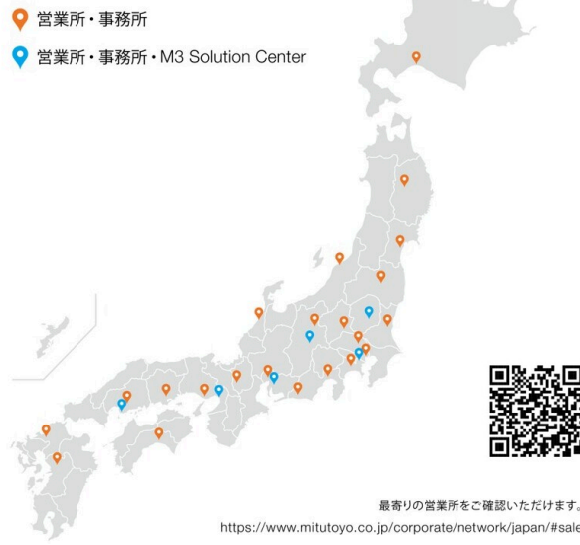 営業所・事務所
営業所・事務所・M3 Solution Center
最寄りの営業所をご確認いただけます。
https://www.mitutoyo.co.jp/corporate/network/japan/#sale